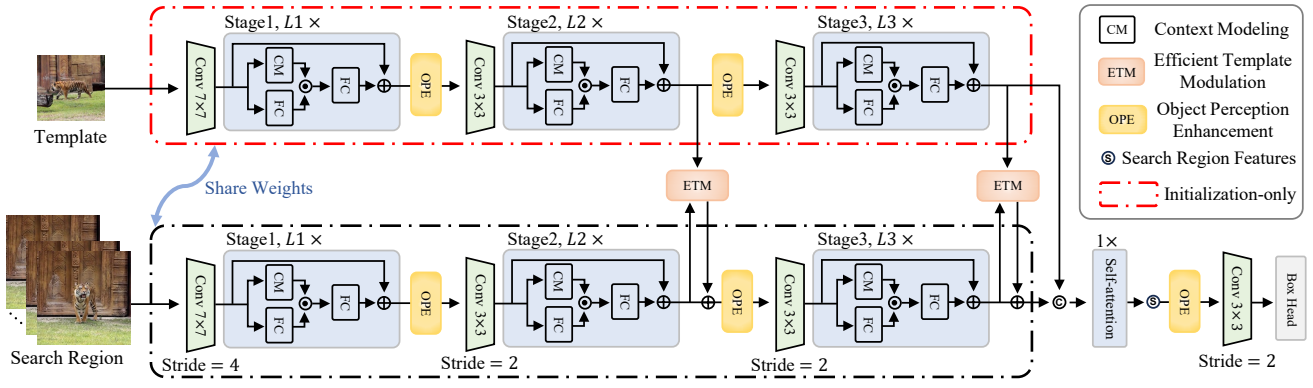 Stage1, L1 ×
Stage2, L2 ×
Stage3, L3 ×
Conv 7×7
CM
FC
FC
OPE
Conv 3×3
CM
FC
FC
OPE
Conv 3×3
CM
FC
FC
Template
Share Weights
ETM
ETM
Stage1, L1 ×
Stage2, L2 ×
Stage3, L3 ×
Conv 7×7
CM
FC
FC
OPE
Conv 3×3
CM
FC
FC
OPE
Conv 3×3
CM
FC
FC
C
1×
Self-attention
S
OPE
Conv 3×3
Box Head
Search Region
Stride = 4
Stride = 2
Stride = 2
Stride = 2
CM
Context Modeling
ETM
Efficient Template
Modulation
OPE
Object Perception
Enhancement
S
Search Region Features
Initialization-only